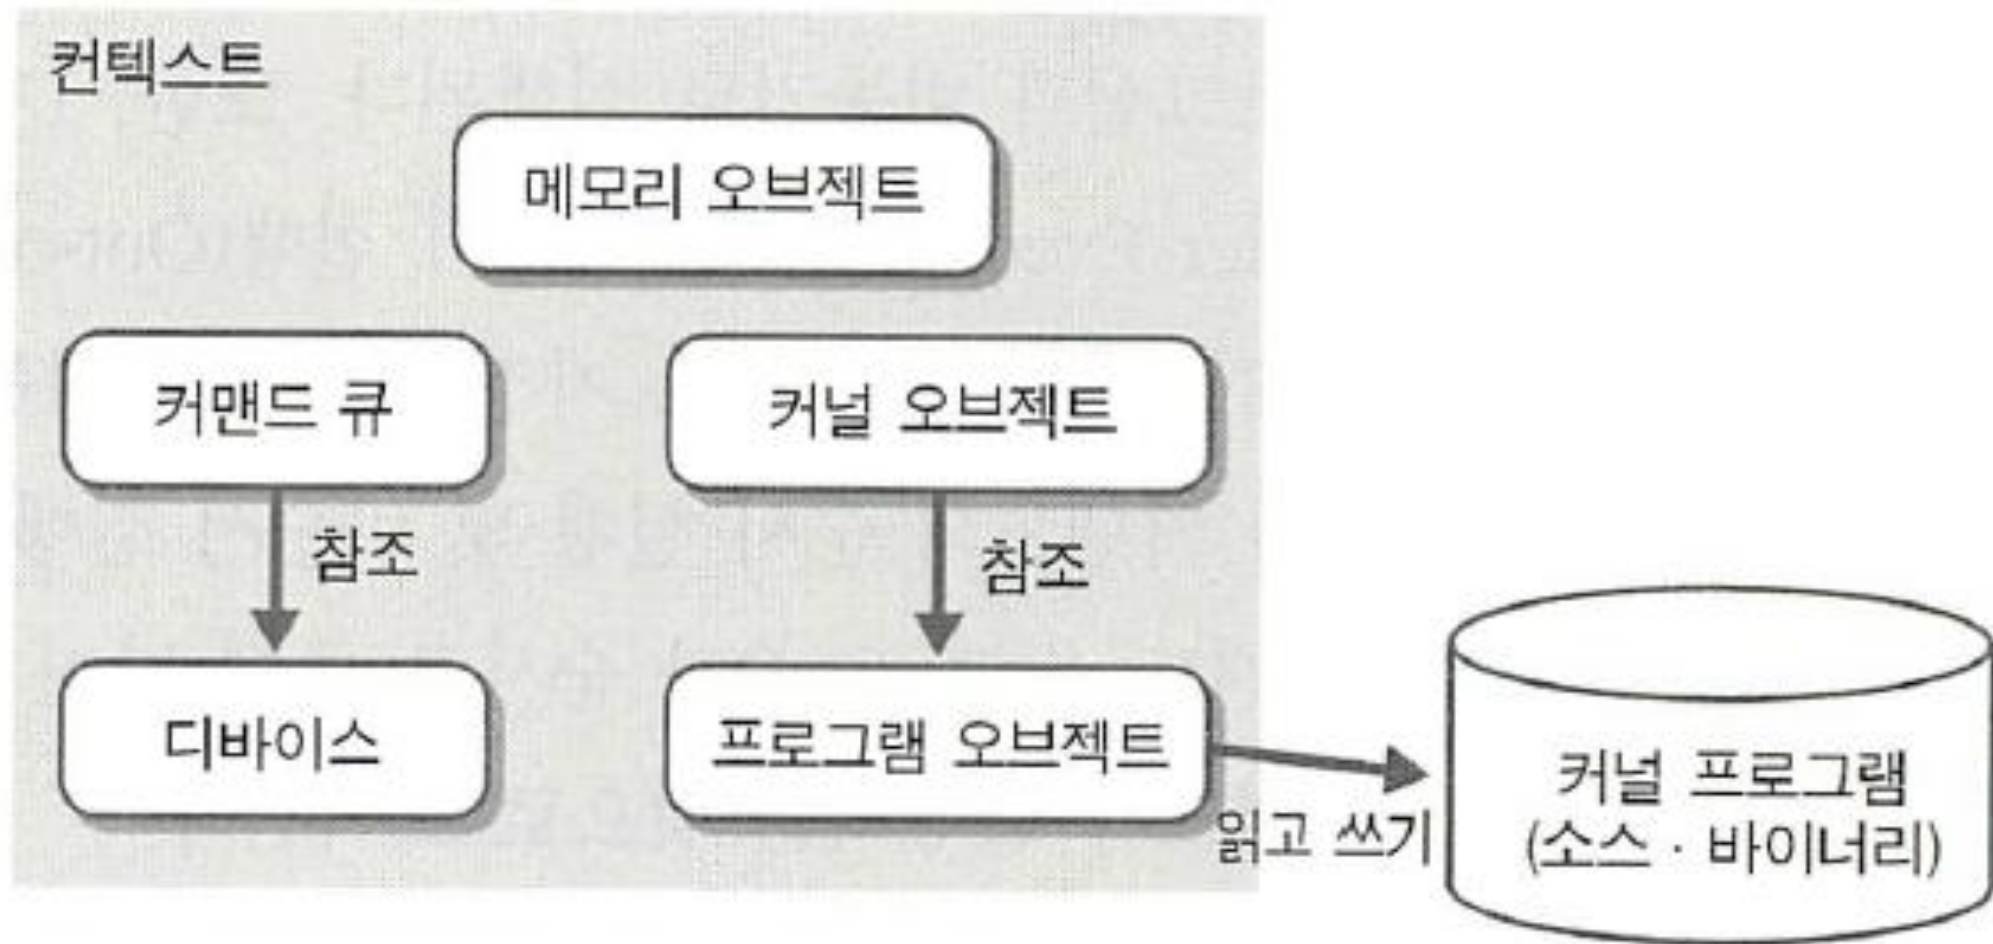 컨텍스트
메모리 오브젝트
커맨드 큐
커널 오브젝트
참조
참조
디바이스
프로그램 오브젝트
읽고 쓰기
커널 프로그램
(소스 · 바이너리)